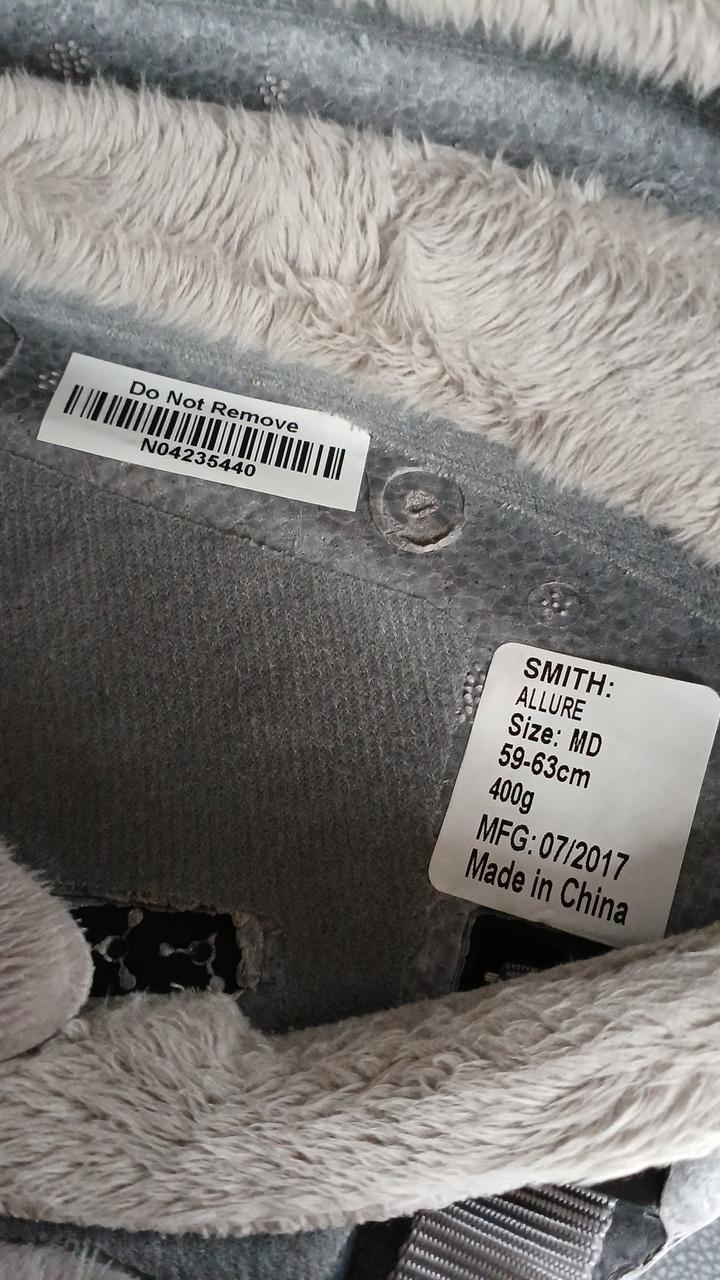 Do Not Remove
N04235440
SMITH:
ALLURE
Size: MD
59-63cm
400g
MFG: 07/2017
Made in China